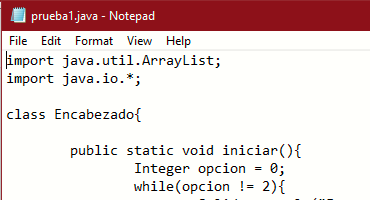 prueba1.java - Notepad
File Edit Format View Help
import java.util.ArrayList;
import java.io.*;
class Encabezado{
public static void iniciar(){
Integer opcion = 0;
while(opcion != 2){